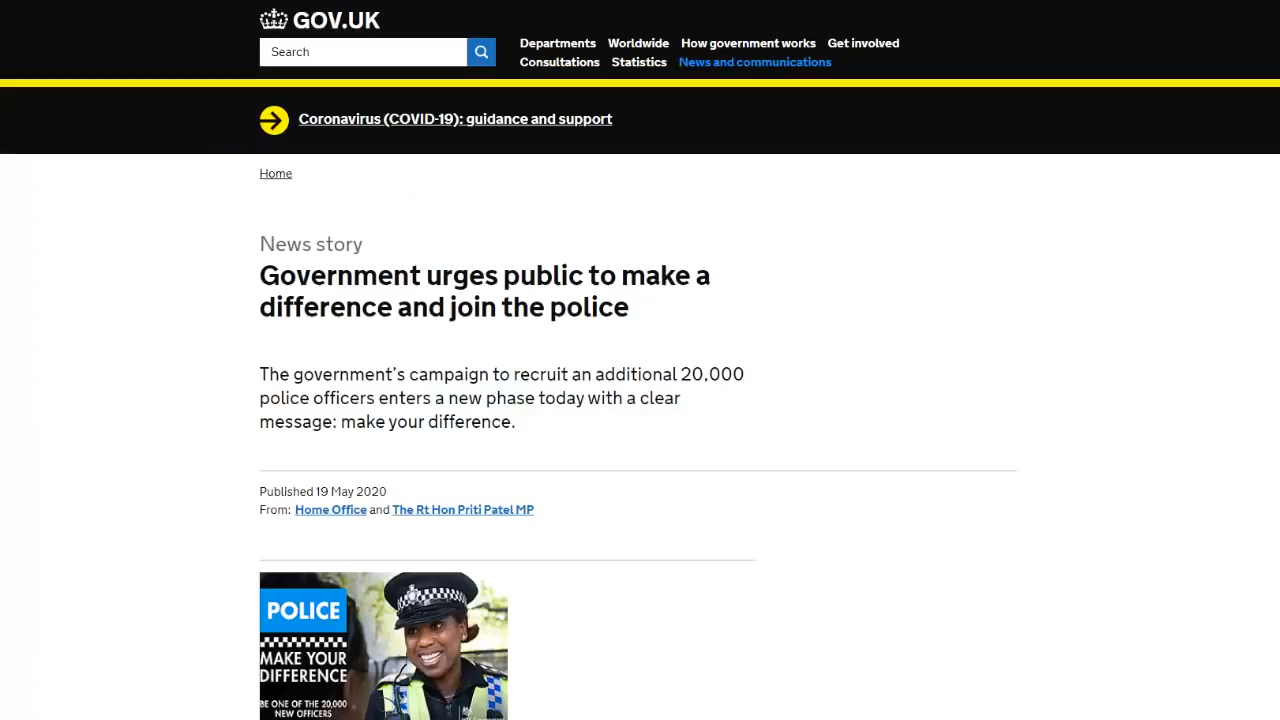 GOV.UK
Search
Departments Worldwide How government works Get involved
Consultations Statistics News and communications
Coronavirus (COVID-19): guidance and support
Home
News story
Government urges public to make a
difference and join the police
The government's campaign to recruit an additional 20,000
police officers enters a new phase today with a clear
message: make your difference.
Published 19 May 2020
From: Home Office and The Rt Hon Priti Patel MP
POLICE
MAKE YOUR
DIFFERENCE
BE ONE OF THE 20,000
NEW OFFICERS